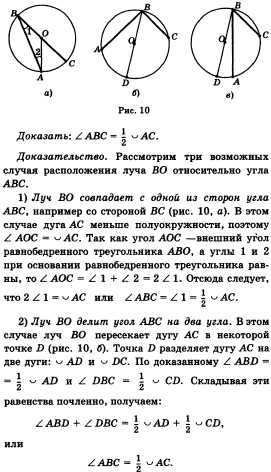 B
1
O
2
A
C
B
O
A
C
D
B
O
C
D
A
а)
б)
в)
Рис. 10
Доказать: ∠ ABC = 1/2 ⌣ AC.
Доказательство. Рассмотрим три возможных
случая расположения луча BO относительно угла
ABC.
1) Луч BO совпадает с одной из сторон угла
ABC, например со стороной BC (рис. 10, а). В этом
случае дуга AC меньше полуокружности, поэтому
∠ AOC = ⌣ AC. Так как угол AOC —внешний угол
равнобедренного треугольника ABO, а углы 1 и 2
при основании равнобедренного треугольника рав-
ны, то ∠ AOC = ∠ 1 + ∠ 2 = 2 ∠ 1. Отсюда следует,
что 2 ∠ 1 = ⌣ AC или ∠ ABC = ∠ 1 = 1/2 ⌣ AC.
2) Луч BO делит угол ABC на два угла. В этом
случае луч BO пересекает дугу AC в некоторой
точке D (рис. 10, б). Точка D разделяет дугу AC на
две дуги: ⌣ AD и ⌣ DC. По доказанному ∠ ABD =
= 1/2 ⌣ AD и ∠ DBC = 1/2 ⌣ CD. Складывая эти
равенства почленно, получаем:
∠ ABD + ∠ DBC = 1/2 ⌣ AD + 1/2 ⌣ CD,
или
∠ ABC = 1/2 ⌣ AC.